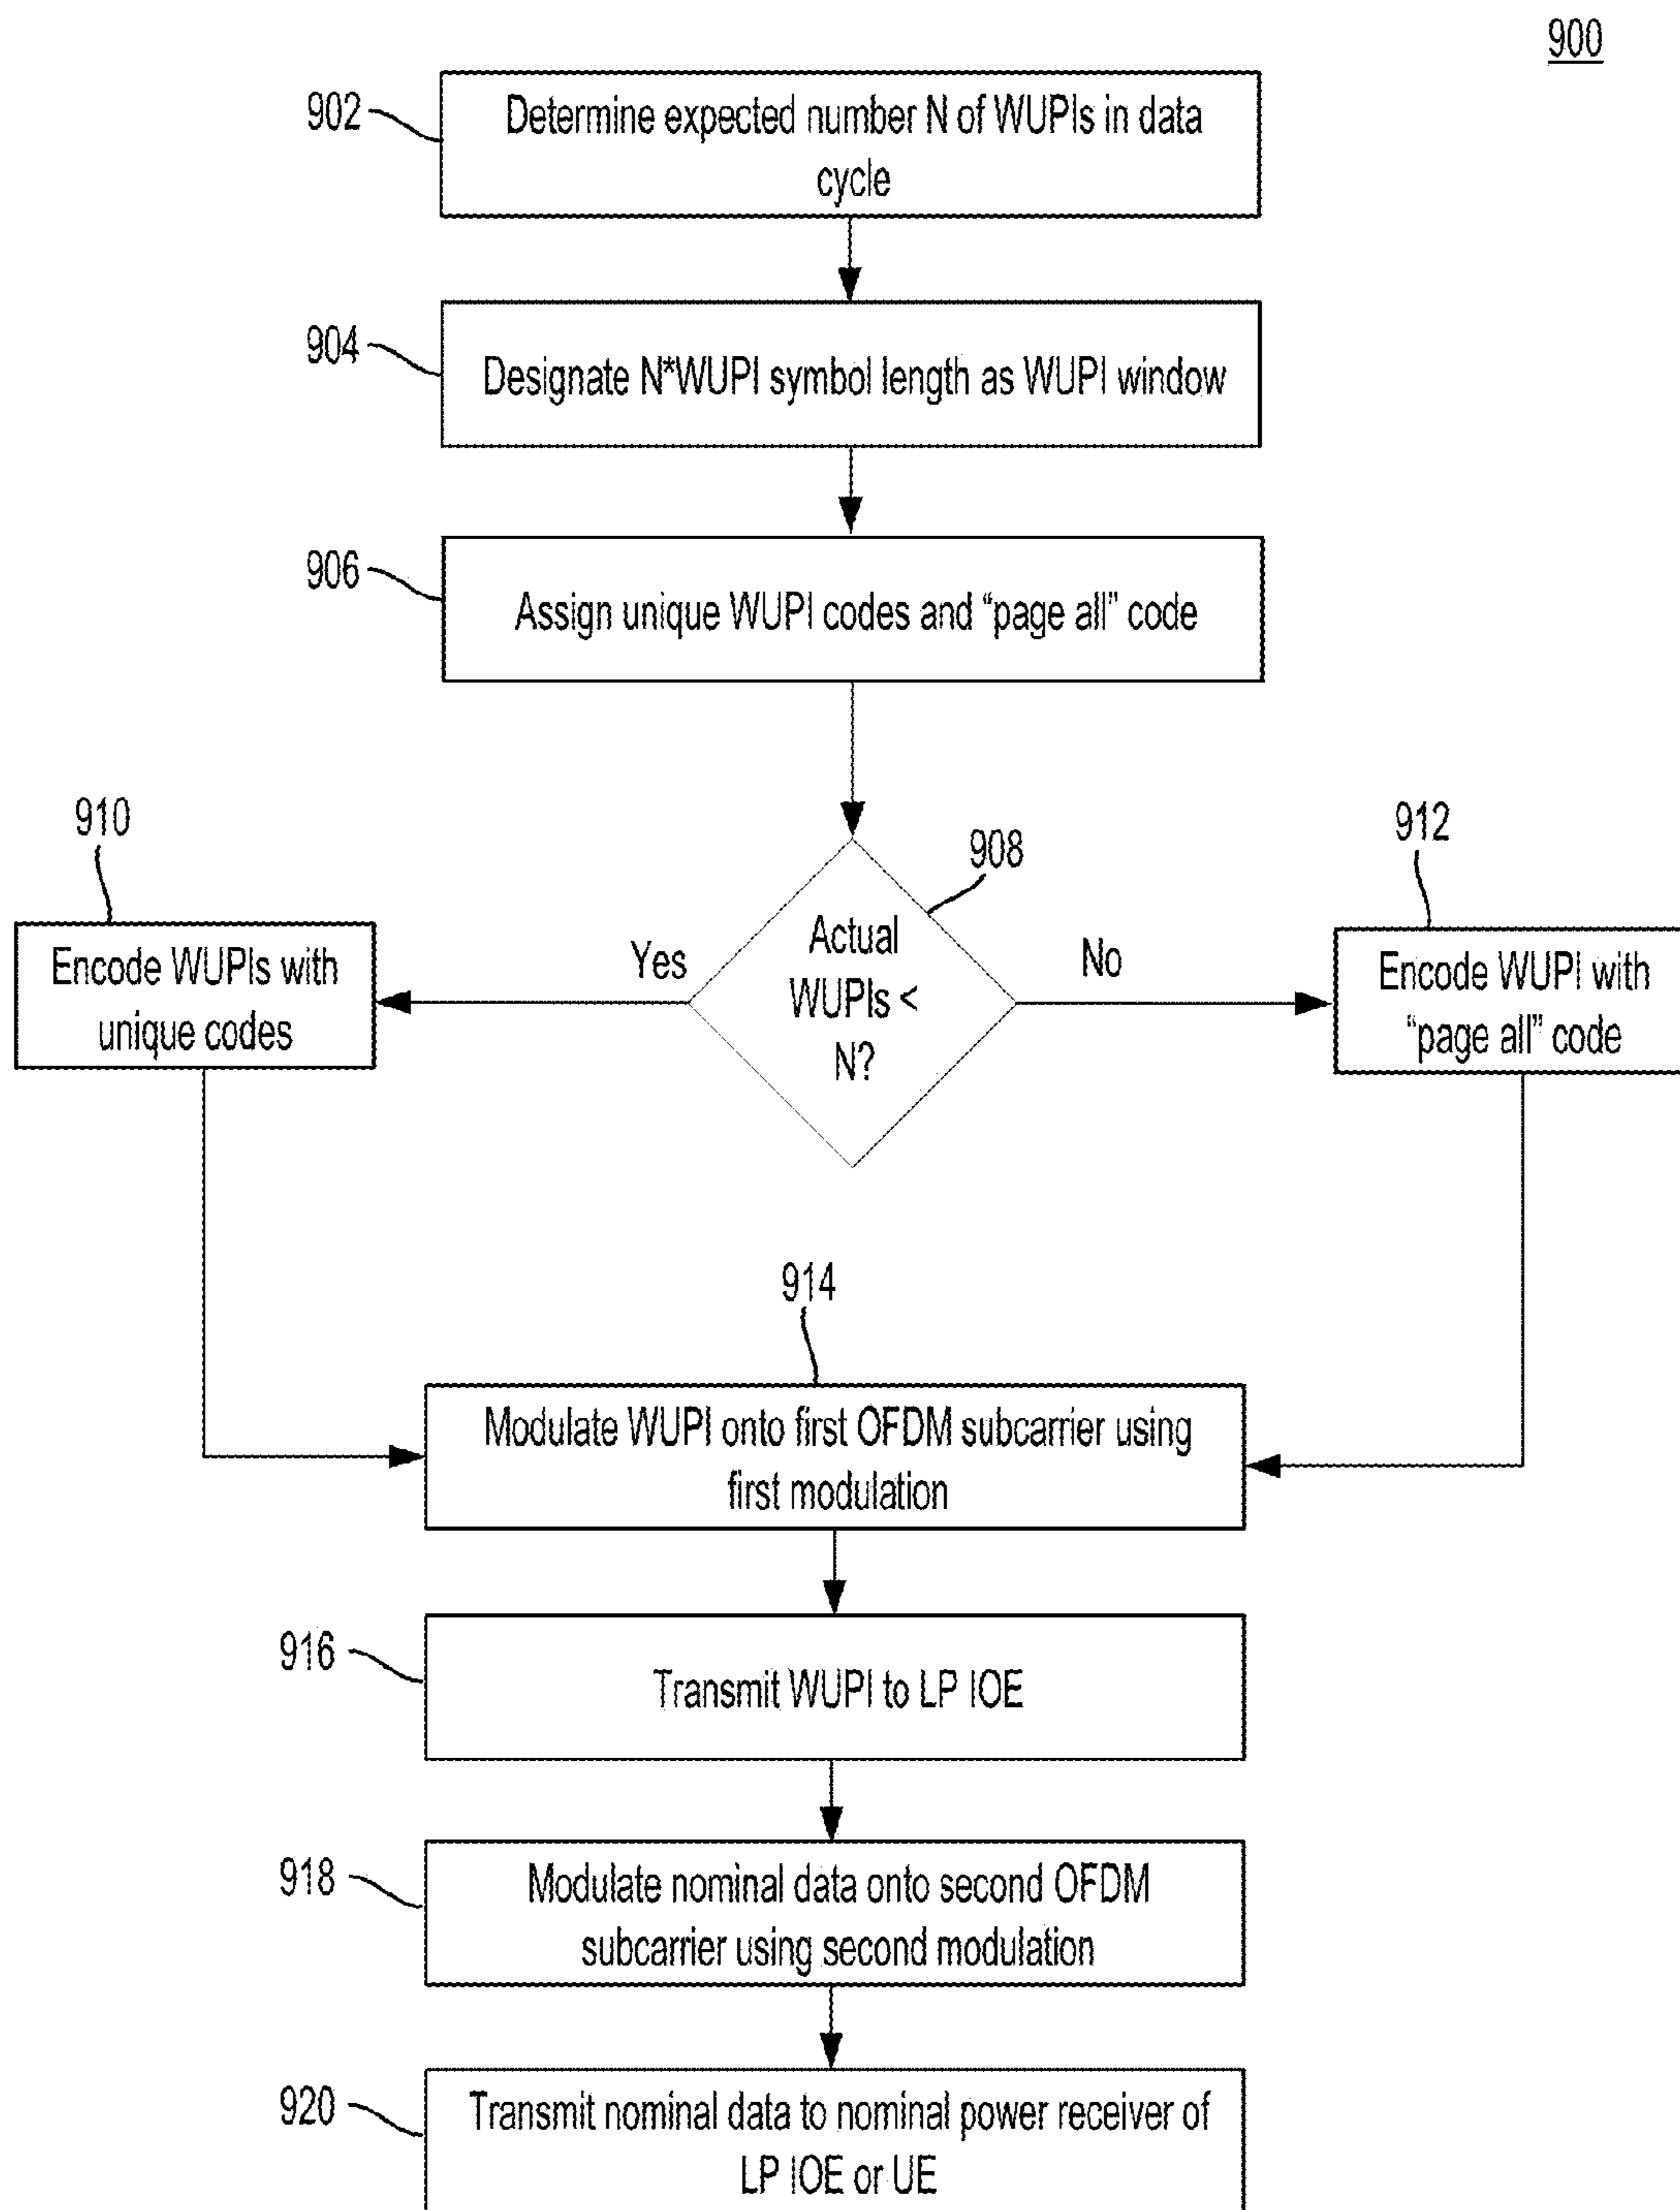 900
902
Determine expected number N of WUPIs in data
cycle
904
Designate N*WUPI symbol length as WUPI window
906
Assign unique WUPI codes and “page all” code
908
Actual
WUPIs <
N?
Yes
No
910
Encode WUPIs with
unique codes
912
Encode WUPI with
“page all” code
914
Modulate WUPI onto first OFDM subcarrier using
first modulation
916
Transmit WUPI to LP IOE
918
Modulate nominal data onto second OFDM
subcarrier using second modulation
920
Transmit nominal data to nominal power receiver of
LP IOE or UE